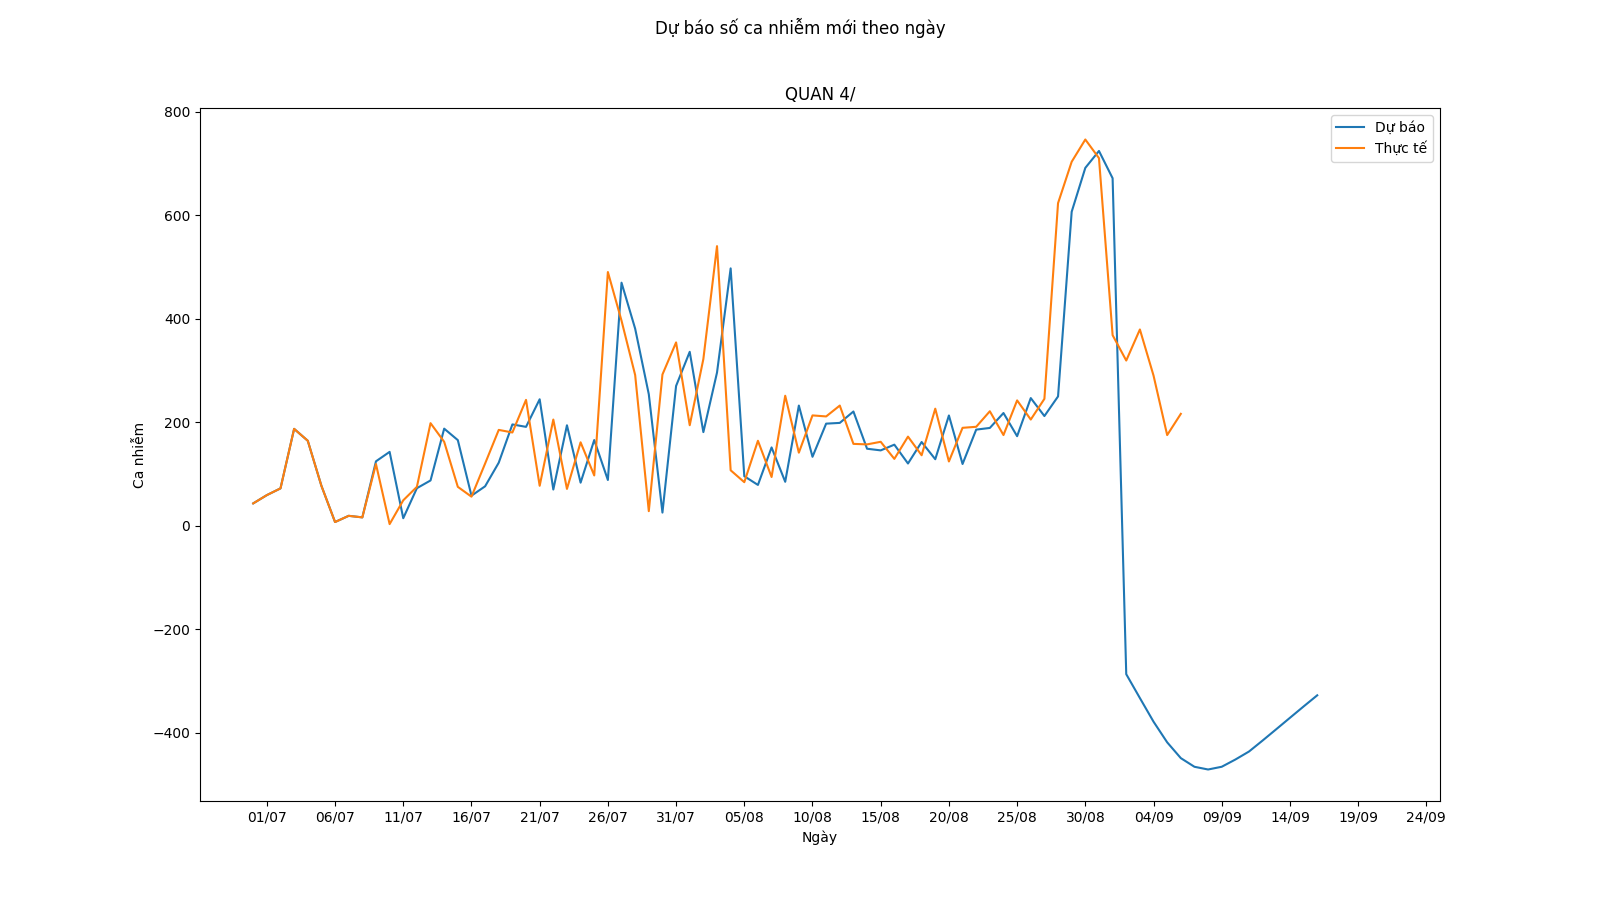 Dự báo số ca nhiễm mới theo ngày
QUAN 4/
Dự báo
Thực tế
Ca nhiễm
800
600
400
200
0
−200
−400
01/07 06/07 11/07 16/07 21/07 26/07 31/07 05/08 10/08 15/08 20/08 25/08 30/08 04/09 09/09 14/09 19/09 24/09
Ngày